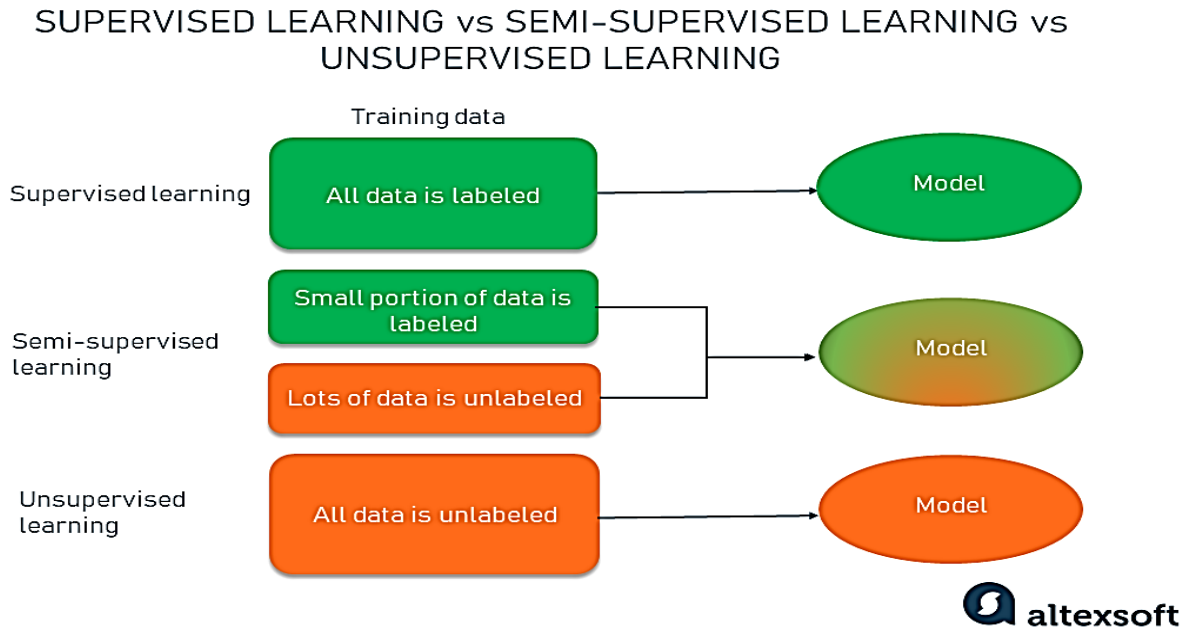 SUPERVISED LEARNING vs SEMI-SUPERVISED LEARNING vs
UNSUPERVISED LEARNING
Training data
Supervised learning
All data is labeled
Model
Semi-supervised
learning
Small portion of data is
labeled
Lots of data is unlabeled
Model
Unsupervised
learning
All data is unlabeled
Model
altexsoft